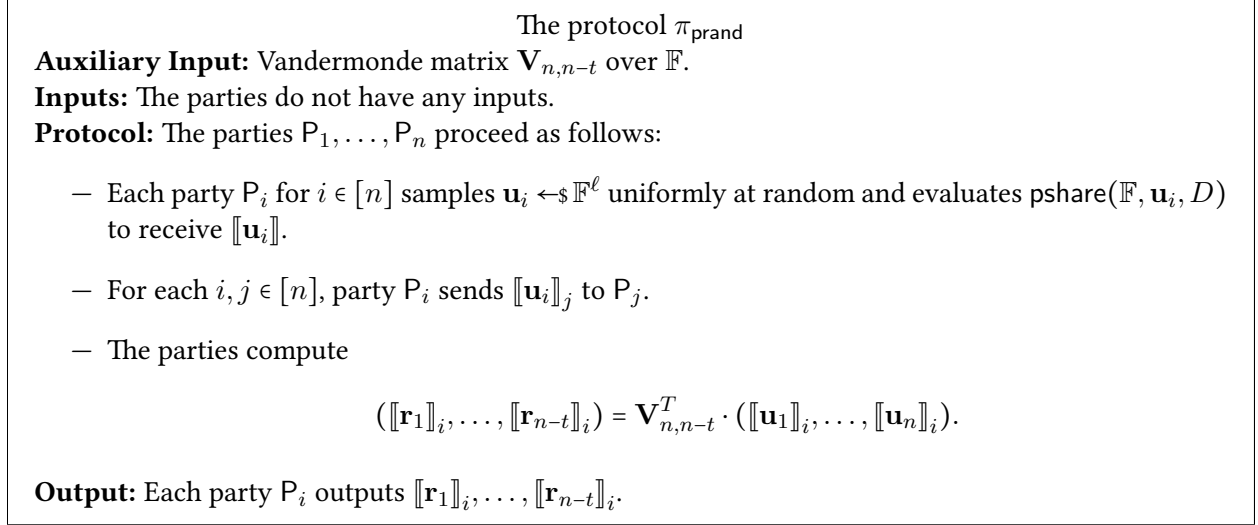 The protocol π_prand
Auxiliary Input: Vandermonde matrix V_{n,n−t} over 𝔽.
Inputs: The parties do not have any inputs.
Protocol: The parties P_1, . . . , P_n proceed as follows:
— Each party P_i for i ∈ [n] samples u_i ←$ 𝔽^ℓ uniformly at random and evaluates pshare(𝔽, u_i, D)
to receive ⟦u_i⟧.
— For each i, j ∈ [n], party P_i sends ⟦u_i⟧_j to P_j.
— The parties compute
(⟦r_1⟧_i, . . . , ⟦r_{n−t}⟧_i) = V^T_{n,n−t} · (⟦u_1⟧_i, . . . , ⟦u_n⟧_i).
Output: Each party P_i outputs ⟦r_1⟧_i, . . . , ⟦r_{n−t}⟧_i.